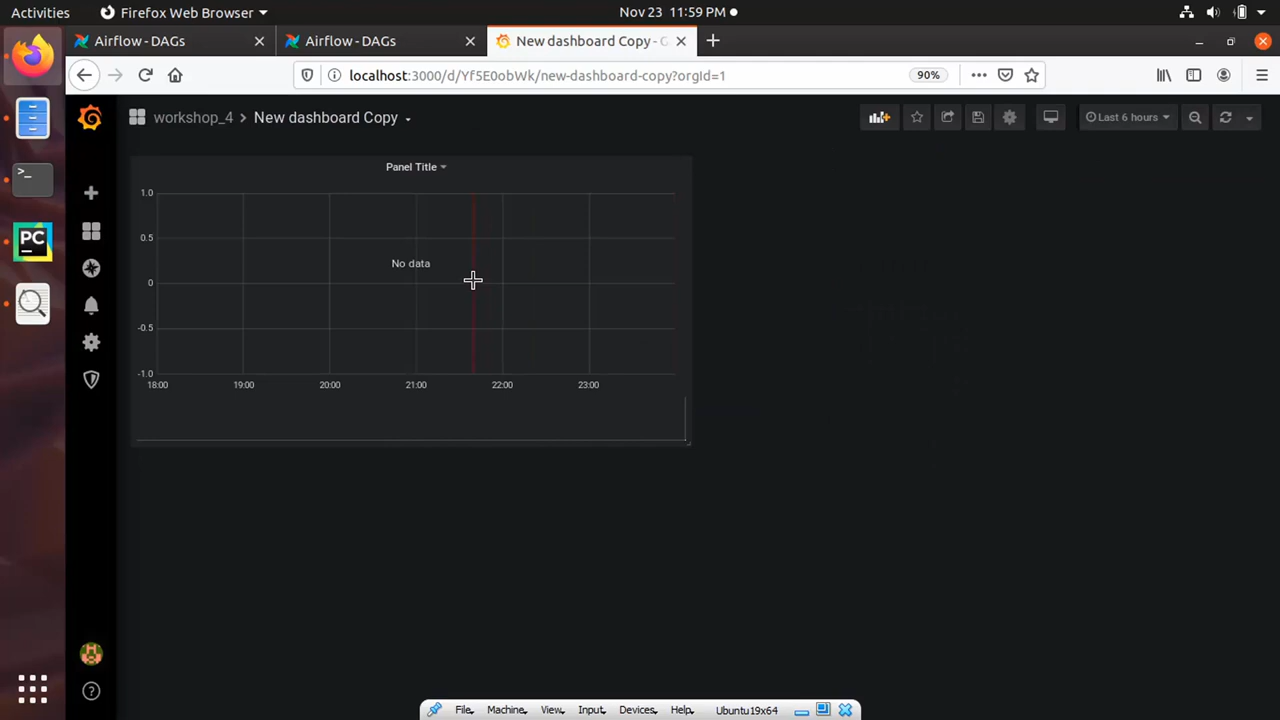 Activities
Firefox Web Browser
Nov 23 11:59 PM
Airflow - DAGs
Airflow - DAGs
New dashboard Copy - G
localhost:3000/d/Yf5E0obWk/new-dashboard-copy?orgId=1
90%
workshop_4 > New dashboard Copy
Last 6 hours
Panel Title
1.0
0.5
No data
0
-0.5
-1.0
18:00 19:00 20:00 21:00 22:00 23:00
PC
File Machine View Input Devices Help Ubuntu19x64